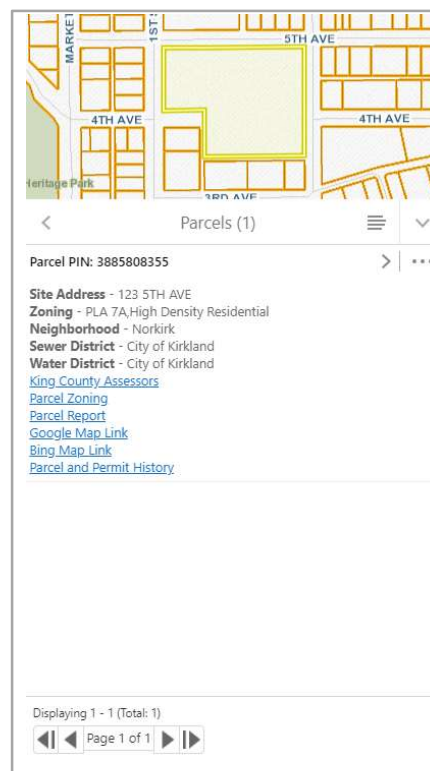 MARKET
1ST
5TH AVE
4TH AVE
4TH AVE
Heritage Park
3RD AVE
Parcels (1)
Parcel PIN: 3885808355
Site Address - 123 5TH AVE
Zoning - PLA 7A,High Density Residential
Neighborhood - Norkirk
Sewer District - City of Kirkland
Water District - City of Kirkland
King County Assessors
Parcel Zoning
Parcel Report
Google Map Link
Bing Map Link
Parcel and Permit History
Displaying 1 - 1 (Total: 1)
Page 1 of 1